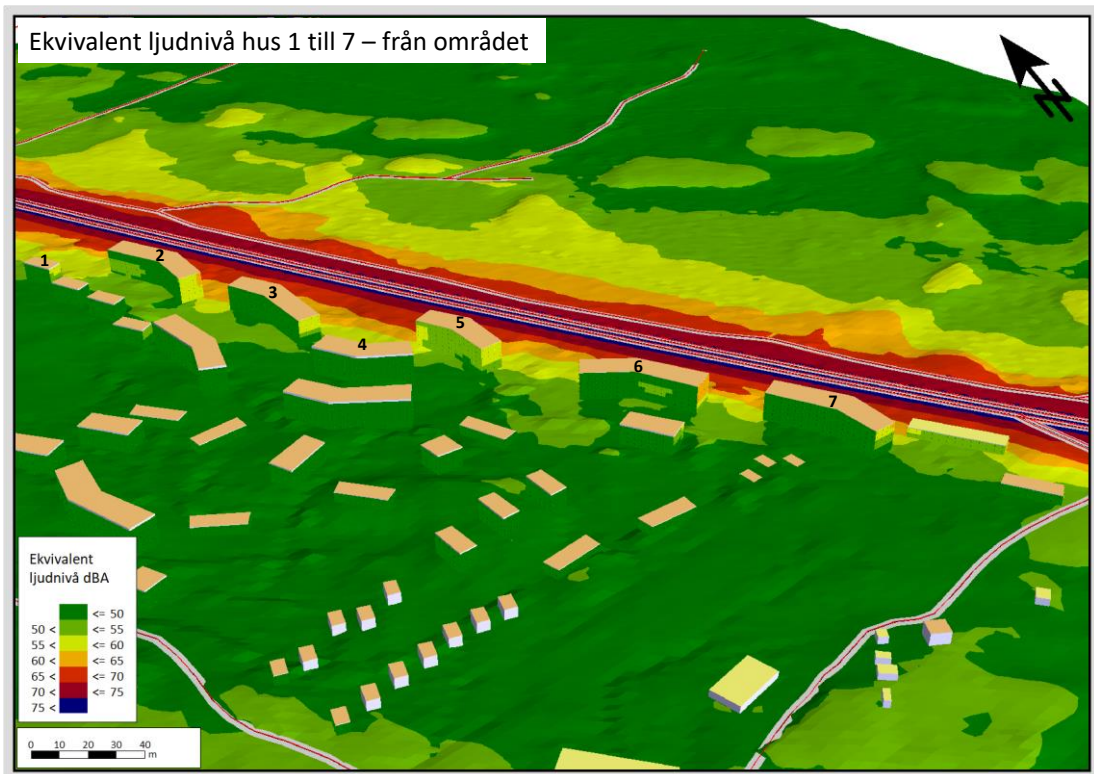 Ekvivalent ljudnivå hus 1 till 7 – från området
N
1
2
3
4
5
6
7
Ekvivalent
ljudnivå dBA
<= 50
50 < <= 55
55 < <= 60
60 < <= 65
65 < <= 70
70 < <= 75
75 <
0 10 20 30 40
m